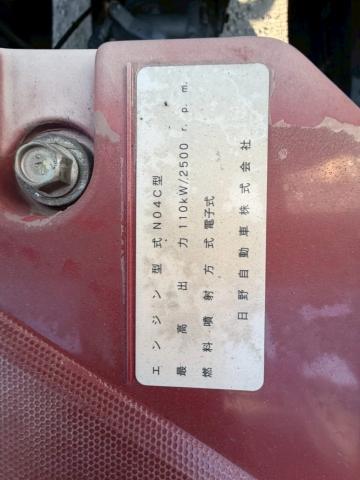 エンジン型式 N04C型
最高出力 110kW/2500 r.p.m.
燃料噴射方式 電子式
日野自動車株式会社